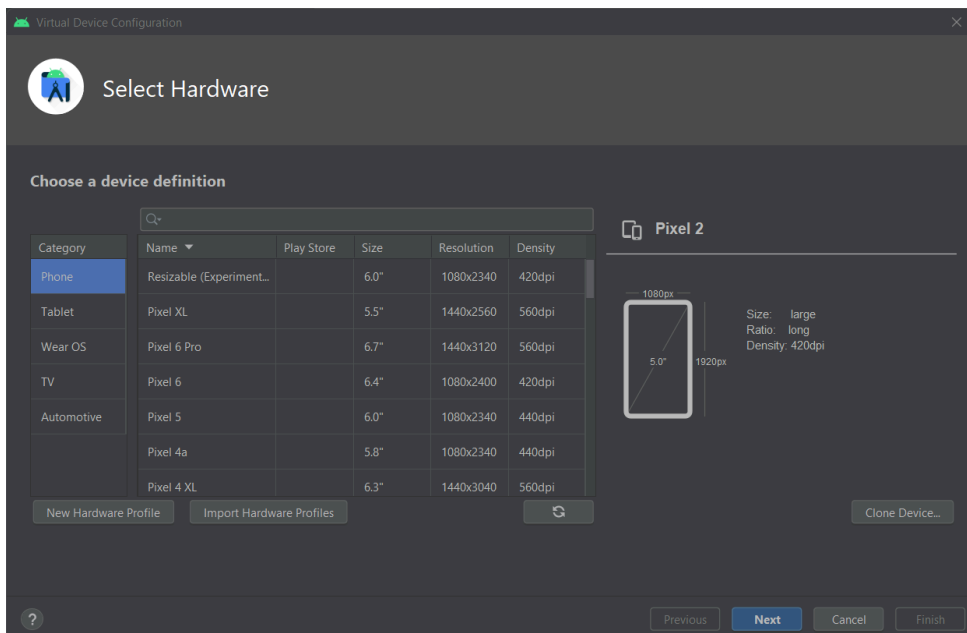 Virtual Device Configuration
Select Hardware
Choose a device definition
Category
Phone
Tablet
Wear OS
TV
Automotive
Name Play Store Size Resolution Density
Resizable (Experiment... 6.0" 1080x2340 420dpi
Pixel XL 5.5" 1440x2560 560dpi
Pixel 6 Pro 6.7" 1440x3120 560dpi
Pixel 6 6.4" 1080x2400 420dpi
Pixel 5 6.0" 1080x2340 440dpi
Pixel 4a 5.8" 1080x2340 440dpi
Pixel 4 XL 6.3" 1440x3040 560dpi
New Hardware Profile Import Hardware Profiles
Pixel 2
1080px
5.0"
1920px
Size: large
Ratio: long
Density: 420dpi
Clone Device...
? Previous Next Cancel Finish